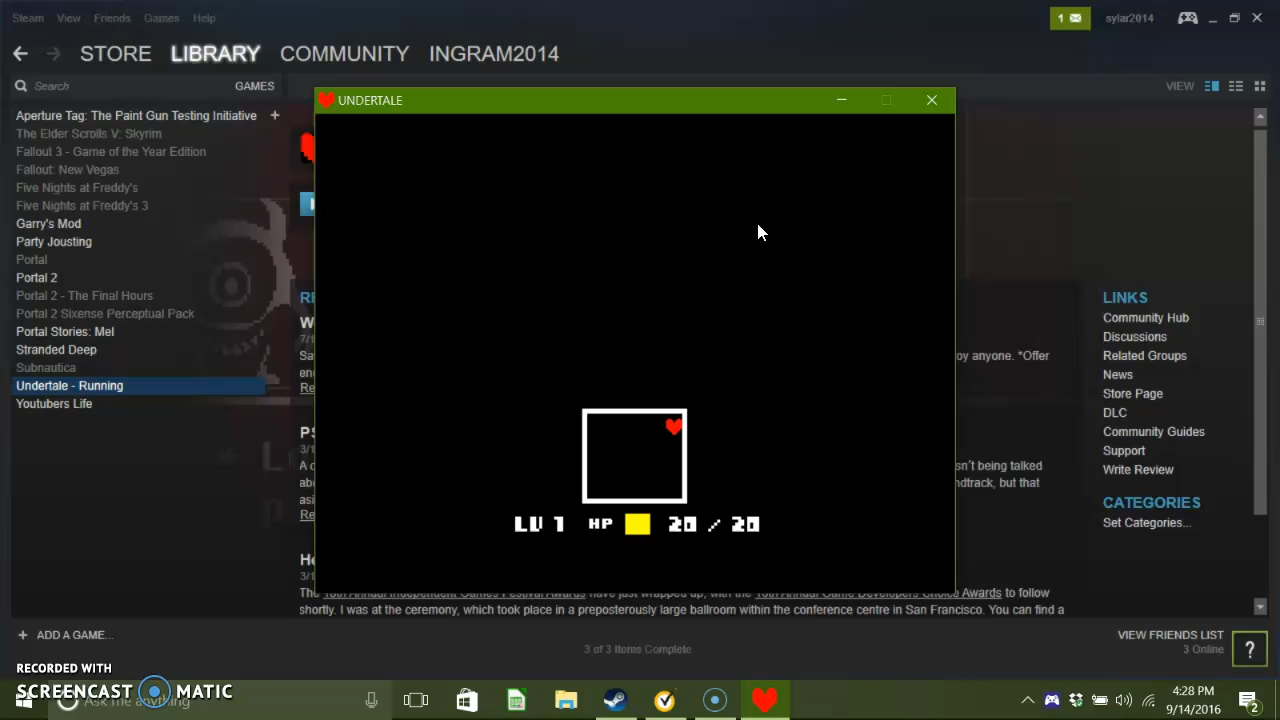 Steam View Friends Games Help
1 sylar2014
STORE LIBRARY COMMUNITY INGRAM2014
Search GAMES
VIEW
UNDERTALE
Aperture Tag: The Paint Gun Testing Initiative +
The Elder Scrolls V: Skyrim
Fallout 3 - Game of the Year Edition
Fallout: New Vegas
Five Nights at Freddy's
Five Nights at Freddy's 3
Garry's Mod
Party Jousting
Portal
Portal 2
Portal 2 - The Final Hours
Portal 2 Sixense Perceptual Pack
Portal Stories: Mel
Stranded Deep
Subnautica
Undertale - Running
Youtubers Life
LV 1 HP 20 / 20
oy anyone. *Offer
sn't being talked
ndtrack, but that
The 18th Annual Independent Games Festival Awards have just wrapped up, with the 16th Annual Game Developers Choice Awards to follow
shortly. I was at the ceremony, which took place in a preposterously large ballroom within the conference centre in San Francisco. You can find a
LINKS
Community Hub
Discussions
Related Groups
News
Store Page
DLC
Community Guides
Support
Write Review
CATEGORIES
Set Categories...
+ ADD A GAME...
3 of 3 Items Complete
VIEW FRIENDS LIST
3 Online
?
RECORDED WITH
SCREENCAST MATIC
Ask me anything
4:28 PM
9/14/2016
2